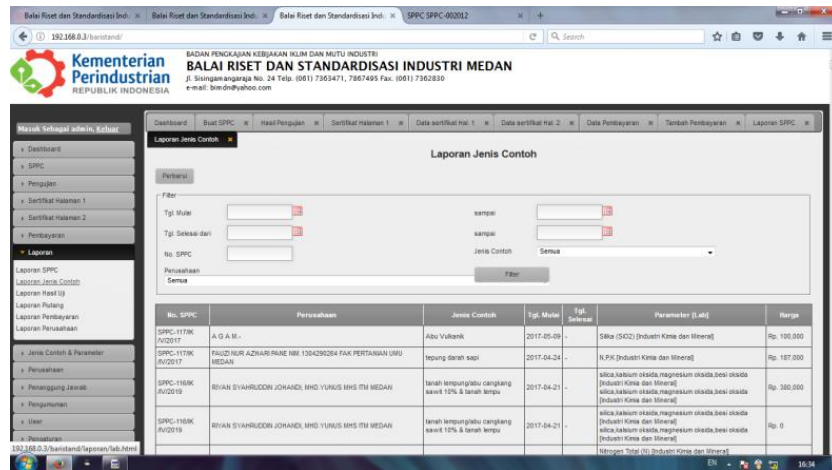 Balai Riset dan Standardisasi Indu
Balai Riset dan Standardisasi Indu
Balai Riset dan Standardisasi Indu
SPPC SPPC-002012
192.168.0.3/baristand/
Search
Kementerian
Perindustrian
REPUBLIK INDONESIA
BADAN PENGKAJIAN KEBIJAKAN IKLIM DAN MUTU INDUSTRI
BALAI RISET DAN STANDARDISASI INDUSTRI MEDAN
Jl. Sisingamangaraja No. 24 Telp. (061) 7363471, 7867495 Fax. (061) 7362830
e-mail: bimdn@yahoo.com
Masuk Sebagai admin, Keluar
Dashboard
SPPC
Pengujian
Sertifikat Halaman 1
Sertifikat Halaman 2
Pembayaran
Laporan
Laporan SPPC
Laporan Jenis Contoh
Laporan Hasil Uji
Laporan Piutang
Laporan Pembayaran
Laporan Perusahaan
Jenis Contoh & Parameter
Perusahaan
Penanggung Jawab
Pengumuman
User
Pengaturan
192.168.0.3/baristand/laporan/lab.html
Dashboard
Buat SPPC
Hasil Pengujian
Sertifikat Halaman 1
Data sertifikat Hal. 1
Data sertifikat Hal. 2
Data Pembayaran
Tambah Pembayaran
Laporan SPPC
Laporan Jenis Contoh
Laporan Jenis Contoh
Perbarui
Filter
Tgl. Mulai
sampai
Tgl. Selesai dari
sampai
No. SPPC
Jenis Contoh
Semua
Perusahaan
Semua
Filter
No. SPPC Perusahaan Jenis Contoh Tgl. Mulai Tgl. Selesai Parameter [Lab] Harga
SPPC-117/IK/V/2017 A G A M.- Abu Vulkanik 2017-05-09 - Silika (SiO2) [Industri Kimia dan Mineral] Rp. 100,000
SPPC-117/IK/IV/2017 FAUZI NUR AZWARI PANE NIM. 1304290264 FAK PERTANIAN UMU MEDAN tepung darah sapi 2017-04-24 - N,P,K [Industri Kimia dan Mineral] Rp. 187,000
SPPC-116/IK/IV/2019 RIYAN SYAHRUDDIN JOHANDI, MHD. YUNUS MHS ITM MEDAN tanah lempung/abu cangkang sawit 10% & tanah lempu 2017-04-21 - silica,kalsium oksida,magnesium oksida,besi oksida [Industri Kimia dan Mineral] silica,kalsium oksida,magnesium oksida,besi oksida [Industri Kimia dan Mineral] Rp. 380,000
SPPC-116/IK/IV/2019 RIYAN SYAHRUDDIN JOHANDI, MHD. YUNUS MHS ITM MEDAN tanah lempung/abu cangkang sawit 10% & tanah lempu 2017-04-21 - silica,kalsium oksida,magnesium oksida,besi oksida [Industri Kimia dan Mineral] silica,kalsium oksida,magnesium oksida,besi oksida [Industri Kimia dan Mineral] Rp. 0
Nitrogen Total (N) [Industri Kimia dan Mineral]
EN
16:34